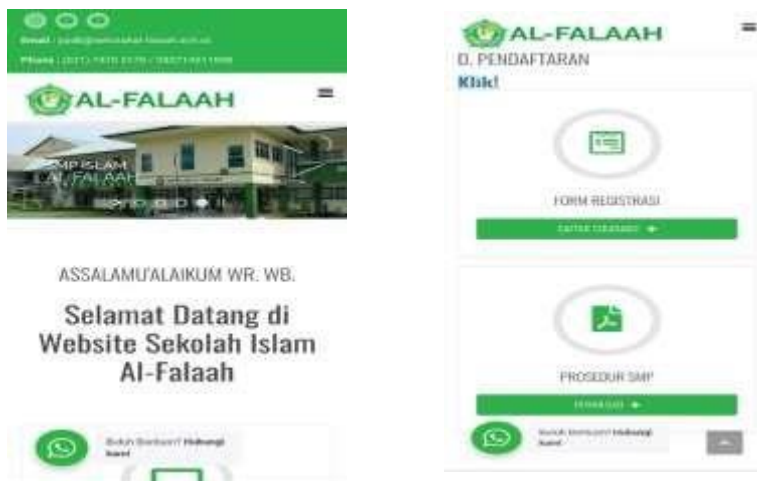 Email :
Phone :
AL-FALAAH
SMP ISLAM
AL FALAAH
ASSALAMU'ALAIKUM WR. WB.
Selamat Datang di
Website Sekolah Islam
Al-Falaah
Butuh Bantuan? Hubungi
kami
AL-FALAAH
D. PENDAFTARAN
Klik!
FORM REGISTRASI
PROSEDUR SMP
Butuh Bantuan? Hubungi
kami